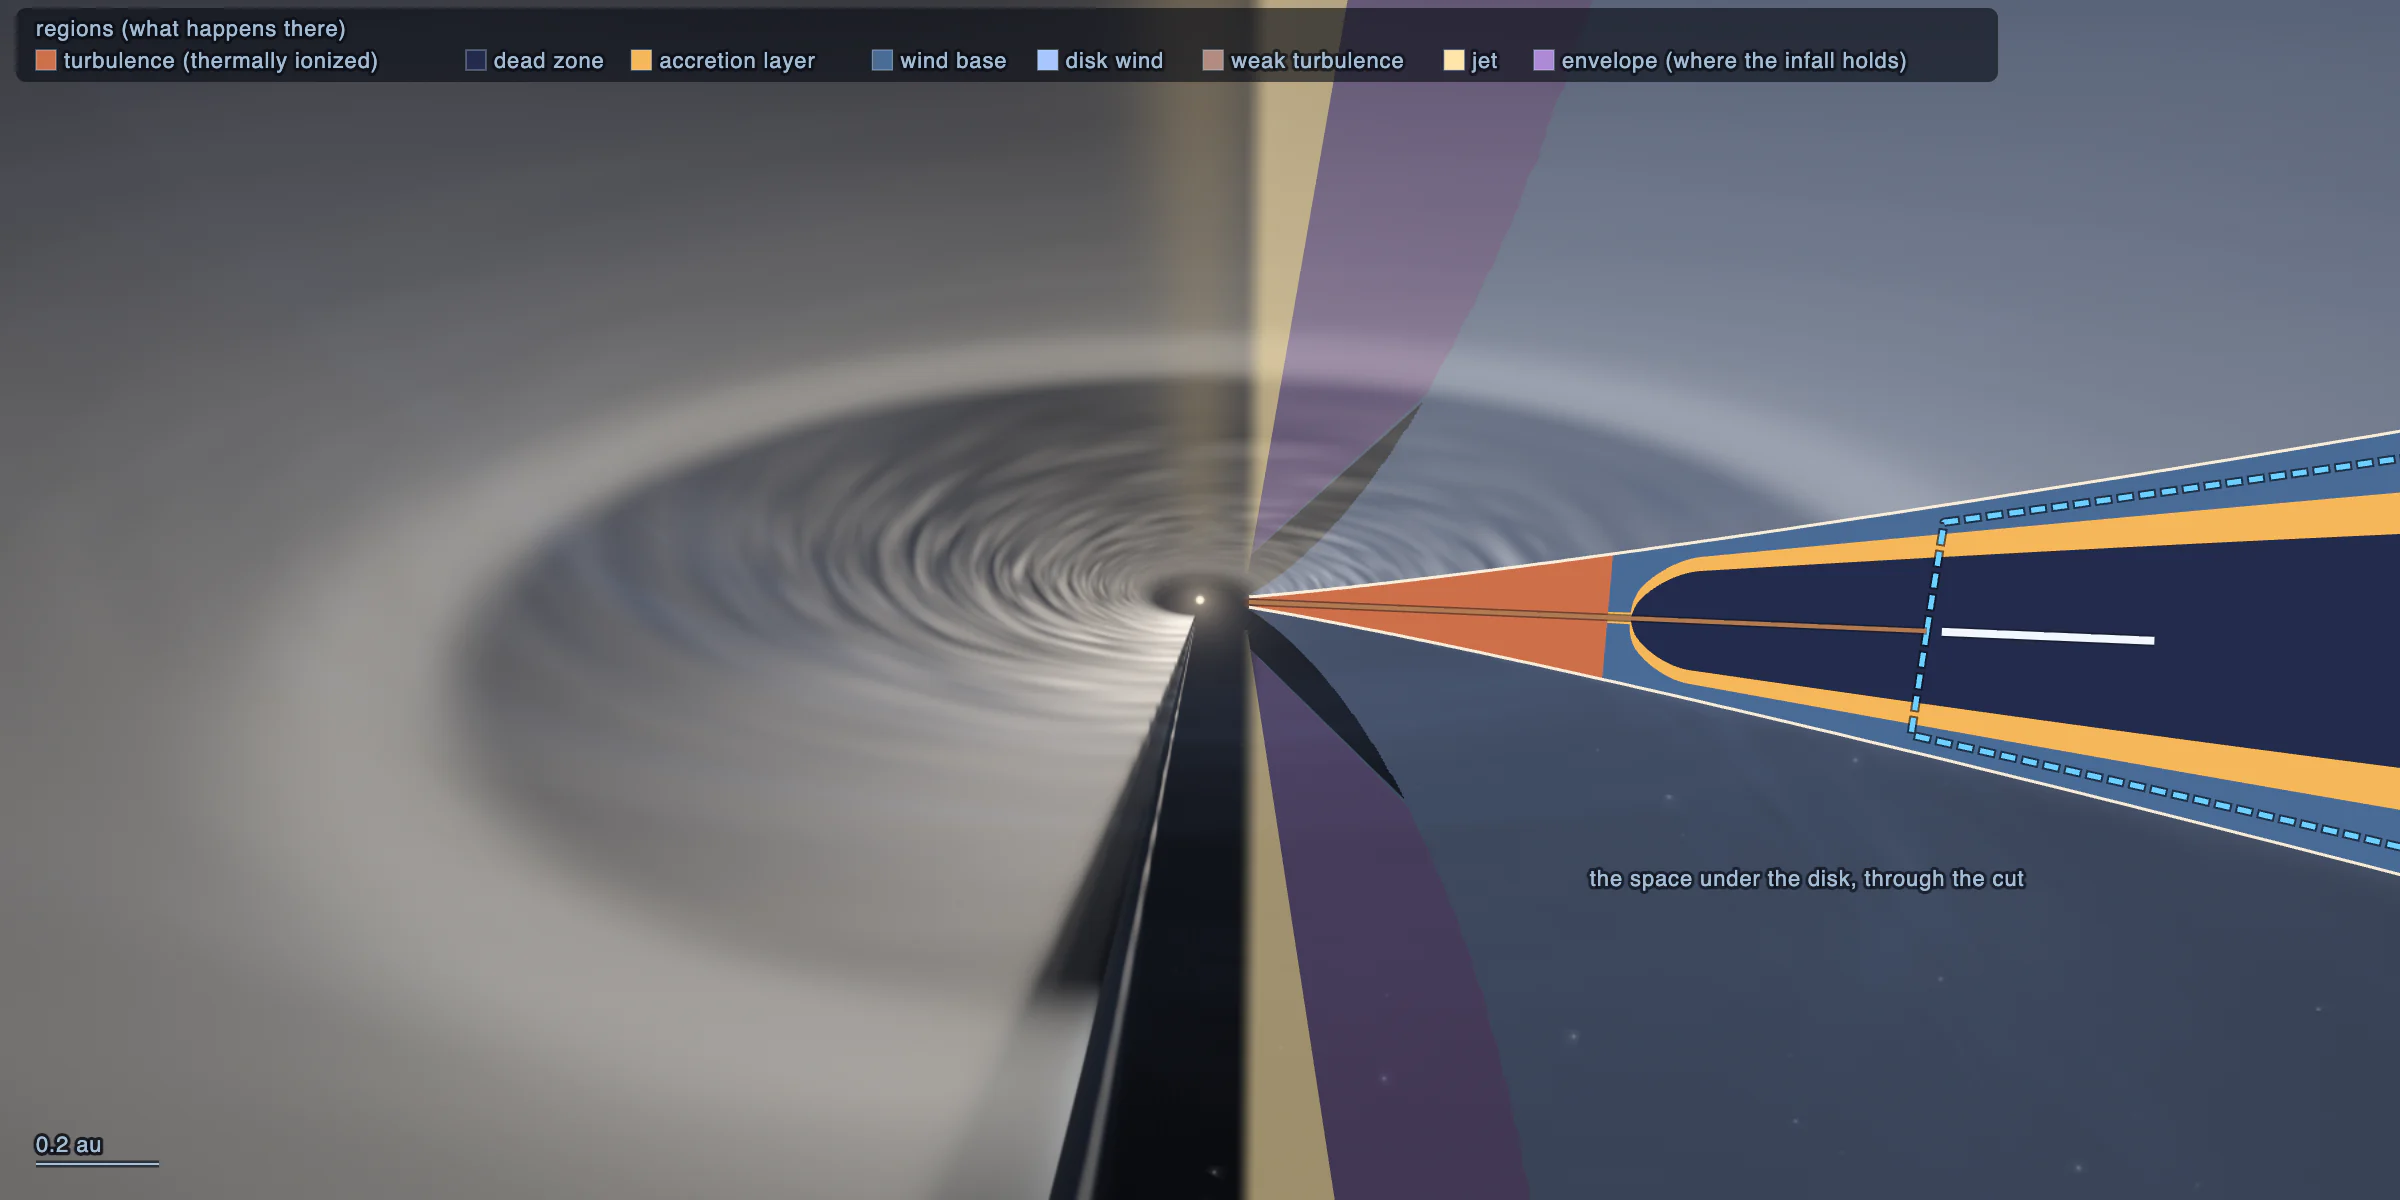 regions (what happens there)
turbulence (thermally ionized) dead zone accretion layer wind base disk wind weak turbulence jet envelope (where the infall holds)
the space under the disk, through the cut
0.2 au